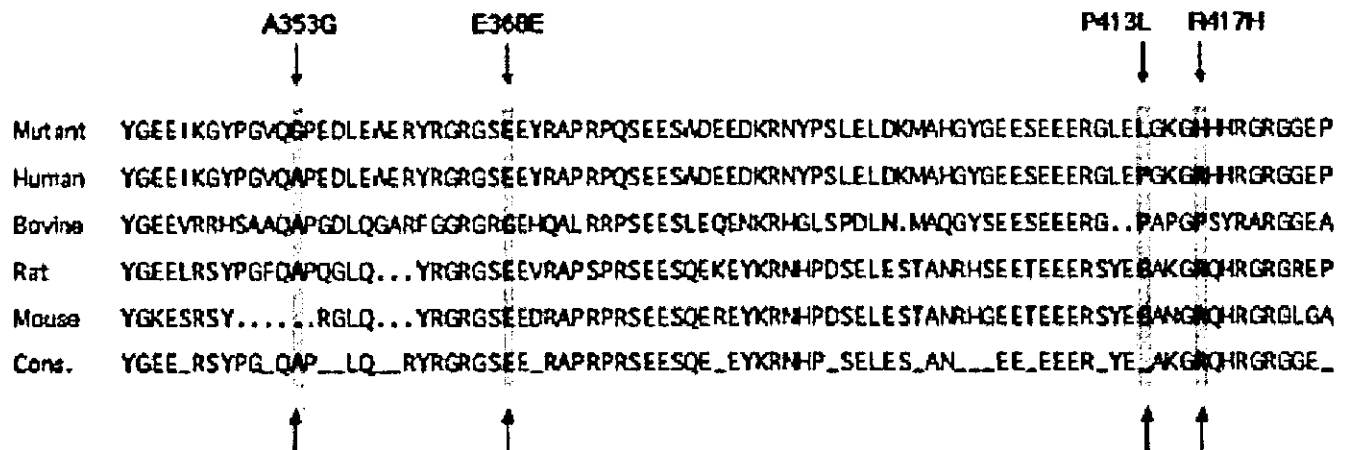 A353G E368E P413L R417H
Mutant YGEEIKGYPGVQGPEDLEAERYRGRGSEEYRAPRPQSEESADEEDKRNYPSLELDKMAHGYGEESEEERGLELGKGHHHRGRGGEP
Human YGEEIKGYPGVQAPEDLEAERYRGRGSEEYRAPRPQSEESADEEDKRNYPSLELDKMAHGYGEESEEERGLEPGKGRHHRGRGGEP
Bovine YGEEVRRHSAAQAPGDLQGARFGGRGRGEHQALRRPSEESLEQENKRHGLSPDLN.MAQGYSEESEEERG..PAPGPSYRARGGEA
Rat YGEELRSYPGFQAPQGLQ...YRGRGSEEVRAPSPRSEESQEKEYKRNHPDSELESTANRHSEETEEERSYEGAKGRQHRGRGREP
Mouse YGKESRSY......RGLQ...YRGRGSEEDRAPRPRSEESQEREYKRNHPDSELESTANRHGEETEEERSYEGANGRQHRGRGLGA
Cons. YGEE_RSYPG_QAP__LQ__RYRGRGSEE_RAPRPRSEESQE_EYKRNHP_SELES_AN___EE_EEER_YE_AKGRQHRGRGGE_